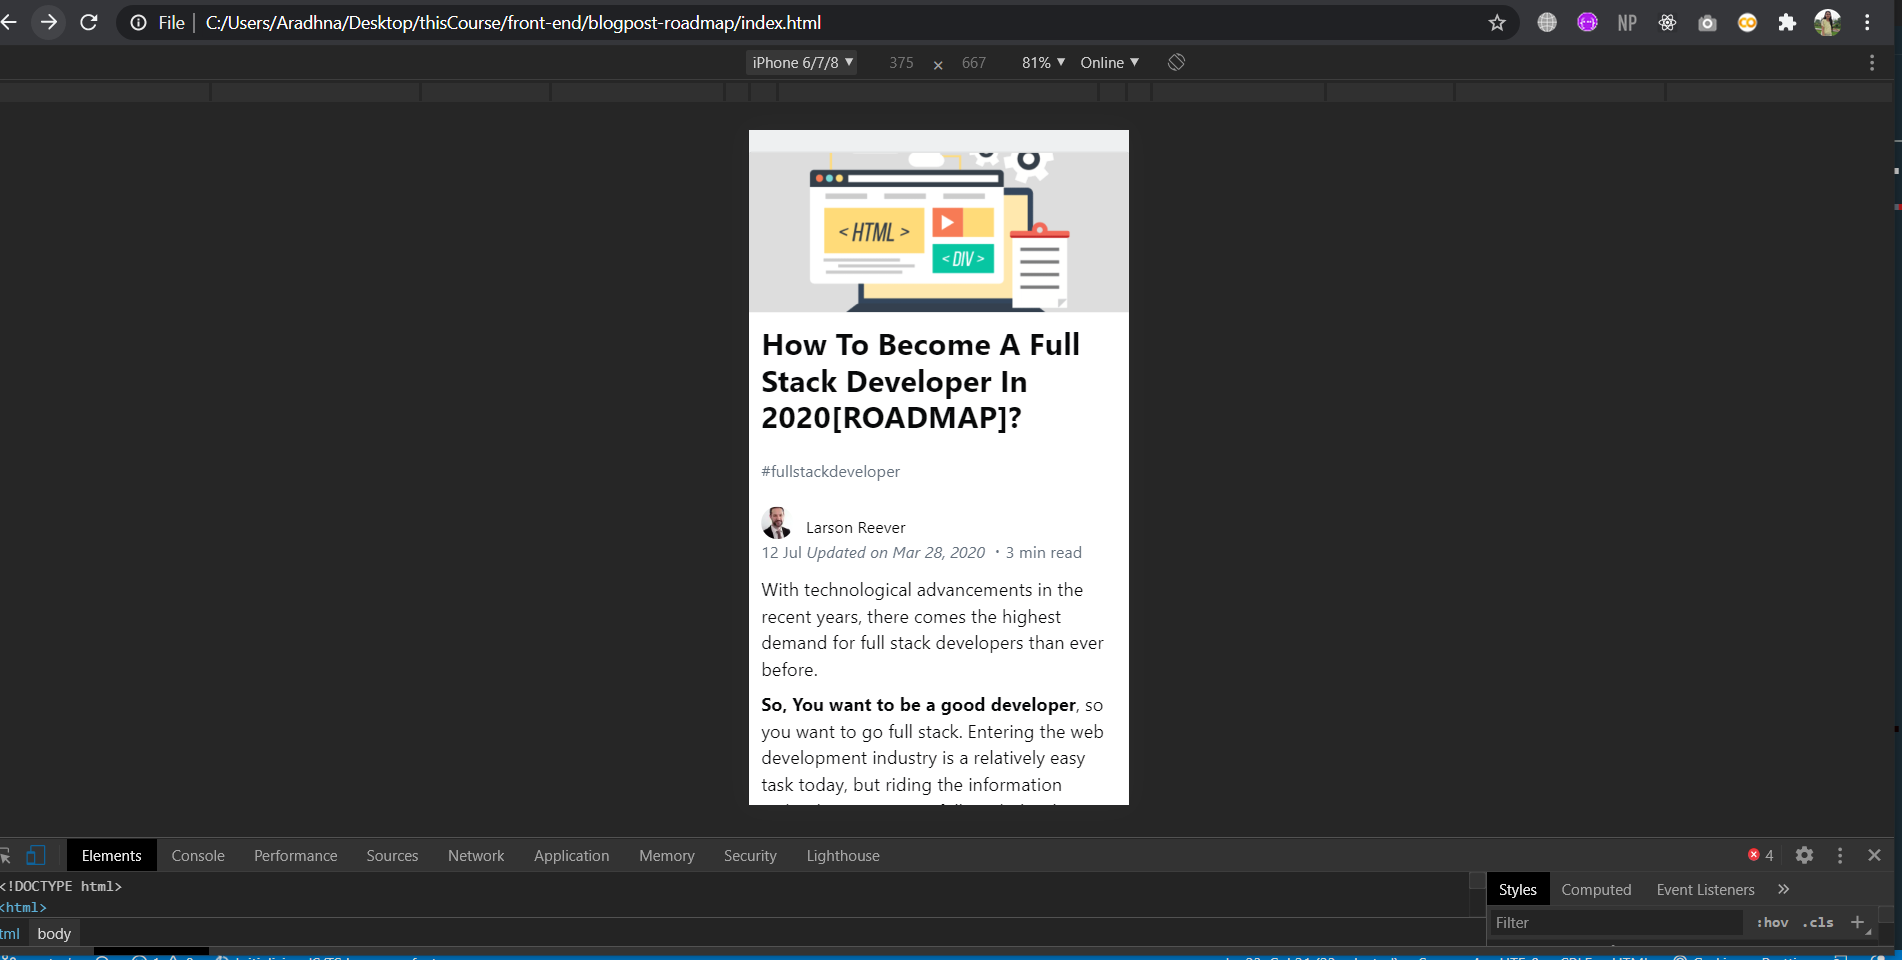 File C:/Users/Aradhna/Desktop/thisCourse/front-end/blogpost-roadmap/index.html
NP
iPhone 6/7/8 ▼ 375 × 667 81% ▼ Online ▼
< HTML >
< DIV >
How To Become A Full
Stack Developer In
2020[ROADMAP]?
#fullstackdeveloper
Larson Reever
12 Jul Updated on Mar 28, 2020 ・3 min read
With technological advancements in the
recent years, there comes the highest
demand for full stack developers than ever
before.
So, You want to be a good developer, so
you want to go full stack. Entering the web
development industry is a relatively easy
task today, but riding the information
Elements Console Performance Sources Network Application Memory Security Lighthouse 4
<!DOCTYPE html>
<html>
Styles Computed Event Listeners »
tml body
Filter :hov .cls +